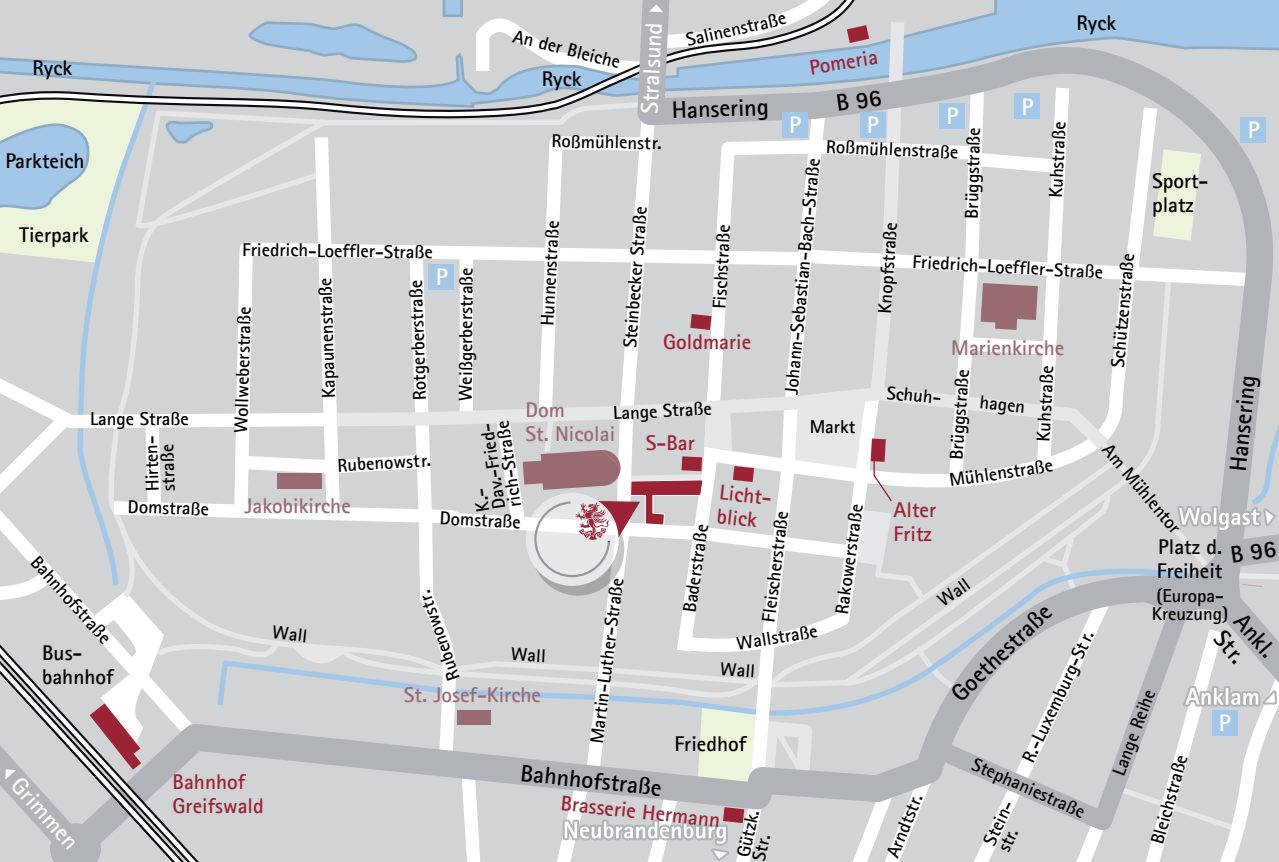 Ryck
An der Bleiche
Ryck
Stralsund
Salinenstraße
Pomeria
Ryck
Hansering
B 96
P
P
P
P
P
Parkteich
Tierpark
Roßmühlenstr.
Roßmühlenstraße
Brüggstraße
Kuhstraße
Sport-
platz
Friedrich-Loeffler-Straße
P
Hunnenstraße
Steinbecker Straße
Fischstraße
Johann-Sebastian-Bach-Straße
Knopfstraße
Friedrich-Loeffler-Straße
Schützenstraße
Wollweberstraße
Kapaunenstraße
Rotgerberstraße
Weißgerberstraße
Goldmarie
Marienkirche
Hansering
Lange Straße
Hirten-
straße
Dom
St. Nicolai
Lange Straße
Schuh-
hagen
Brüggstraße
Kuhstraße
Markt
S-Bar
K.-
Dav.-Fried-
rich-Straße
Rubenowstr.
Jakobikirche
Domstraße
Domstraße
Licht-
blick
Alter
Fritz
Mühlenstraße
Am Mühlentor
Wolgast
Platz d.
Freiheit
(Europa-
Kreuzung)
B 96
Ankl.
Str.
Bahnhofstraße
Bus-
bahnhof
Wall
Rubenowstr.
Wall
Martin-Luther-Straße
Baderstraße
Fleischerstraße
Rakowerstraße
Wallstraße
Wall
Wall
Goethestraße
R.-Luxemburg-Str.
Lange Reihe
Anklam
P
St. Josef-Kirche
Friedhof
Bahnhof
Greifswald
Grimmen
Bahnhofstraße
Brasserie Hermann
Neubrandenburg
Gützk.
Str.
Arndtstr.
Stein-
str.
Stephaniestraße
Bleichstraße